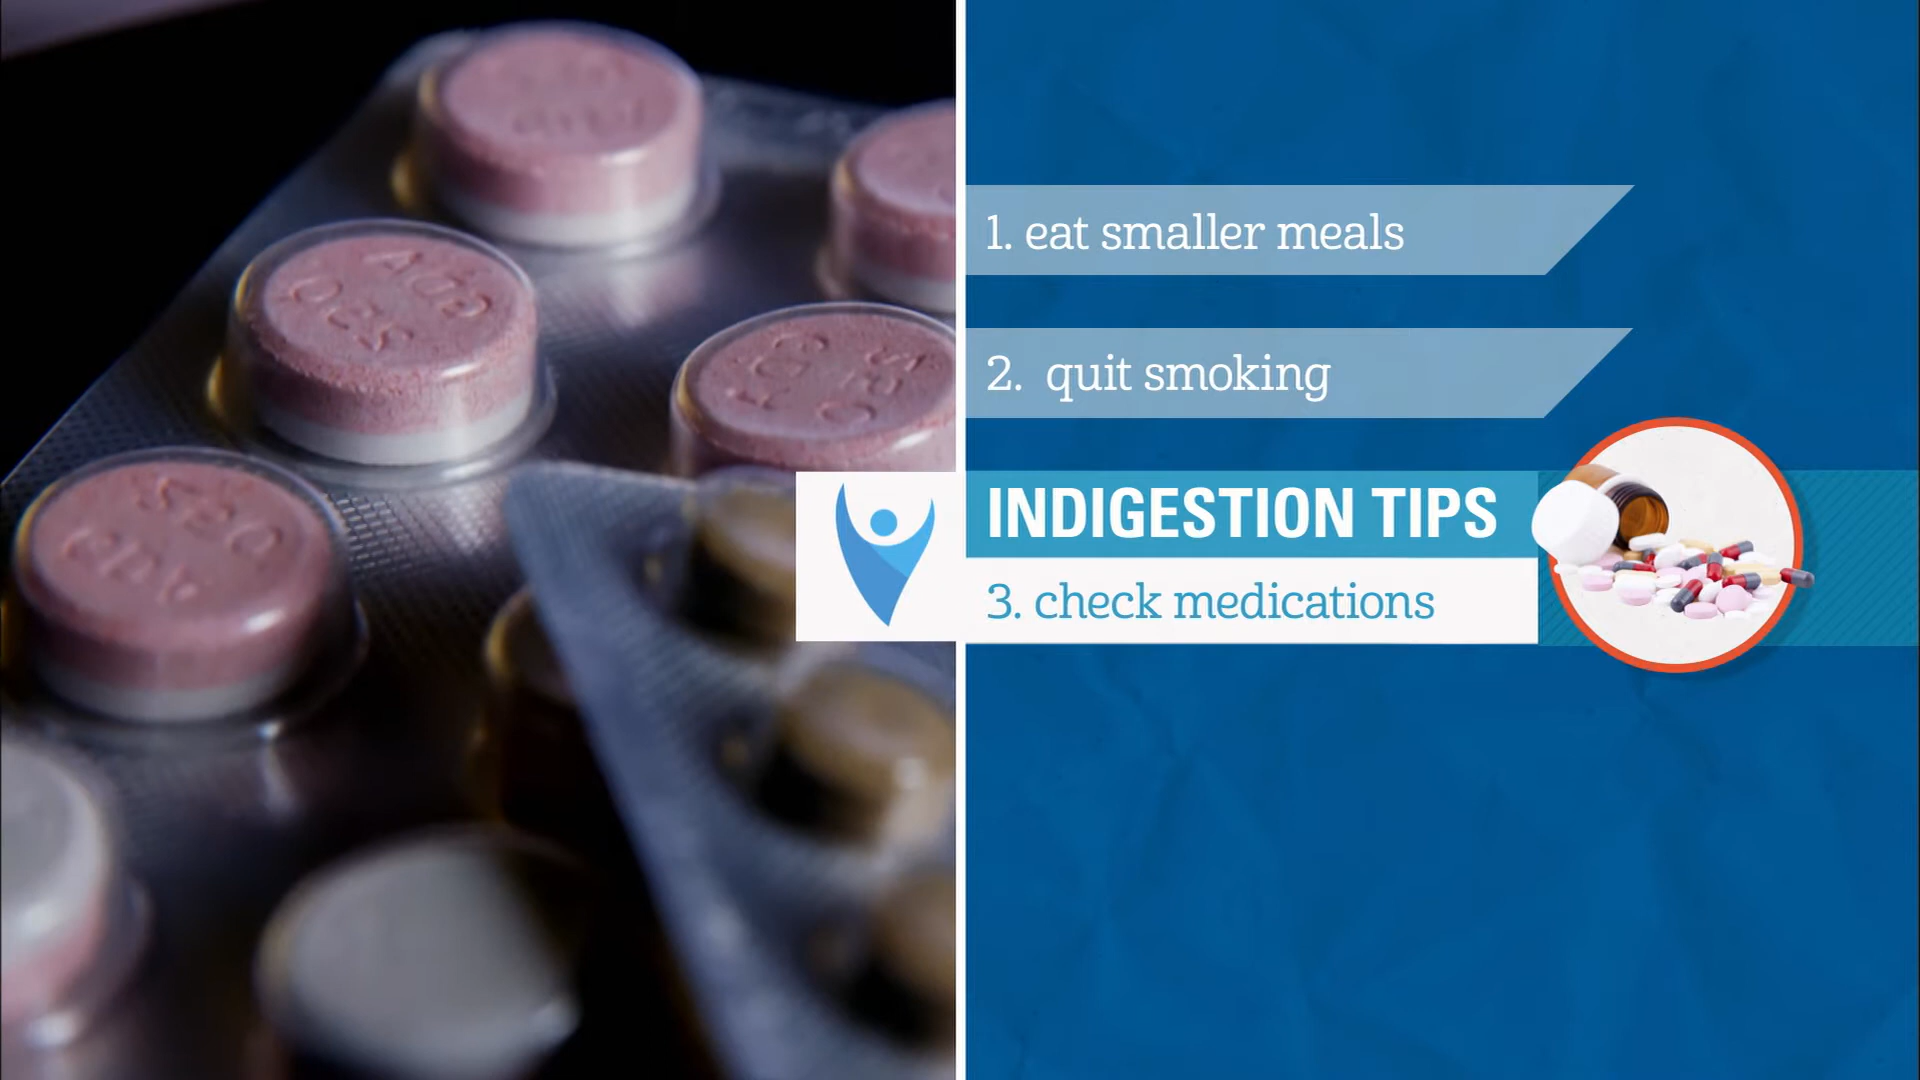 1. eat smaller meals
2. quit smoking
INDIGESTION TIPS
3. check medications